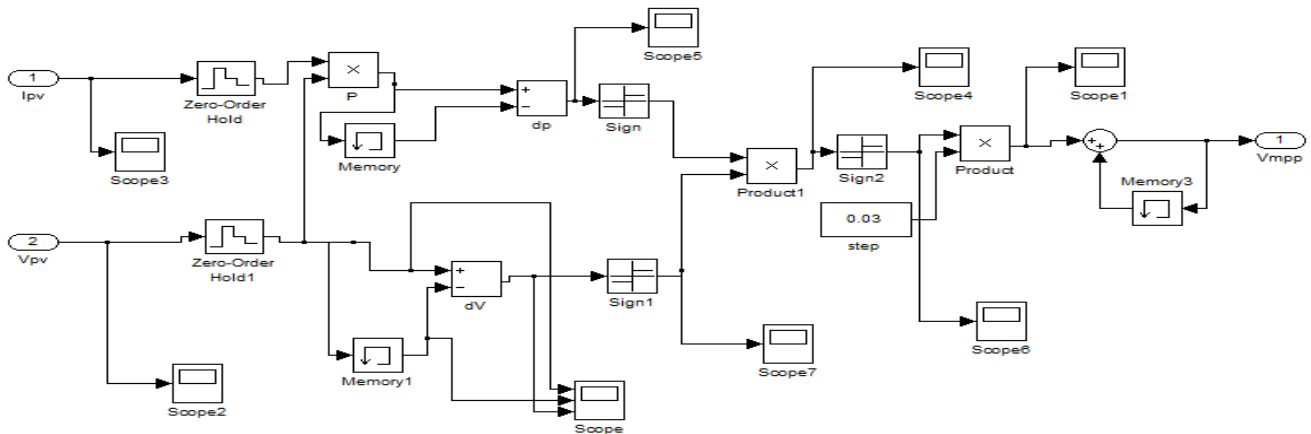 Scope5
1
Ipv
Zero-Order
Hold
×
P
+
−
dp
Sign
Scope4
Scope1
Scope3
Memory
×
Product1
Sign2
×
Product
+
+
1
Vmpp
Memory3
0.03
step
2
Vpv
Zero-Order
Hold1
+
−
dV
Sign1
Scope6
Scope7
Memory1
Scope2
Scope